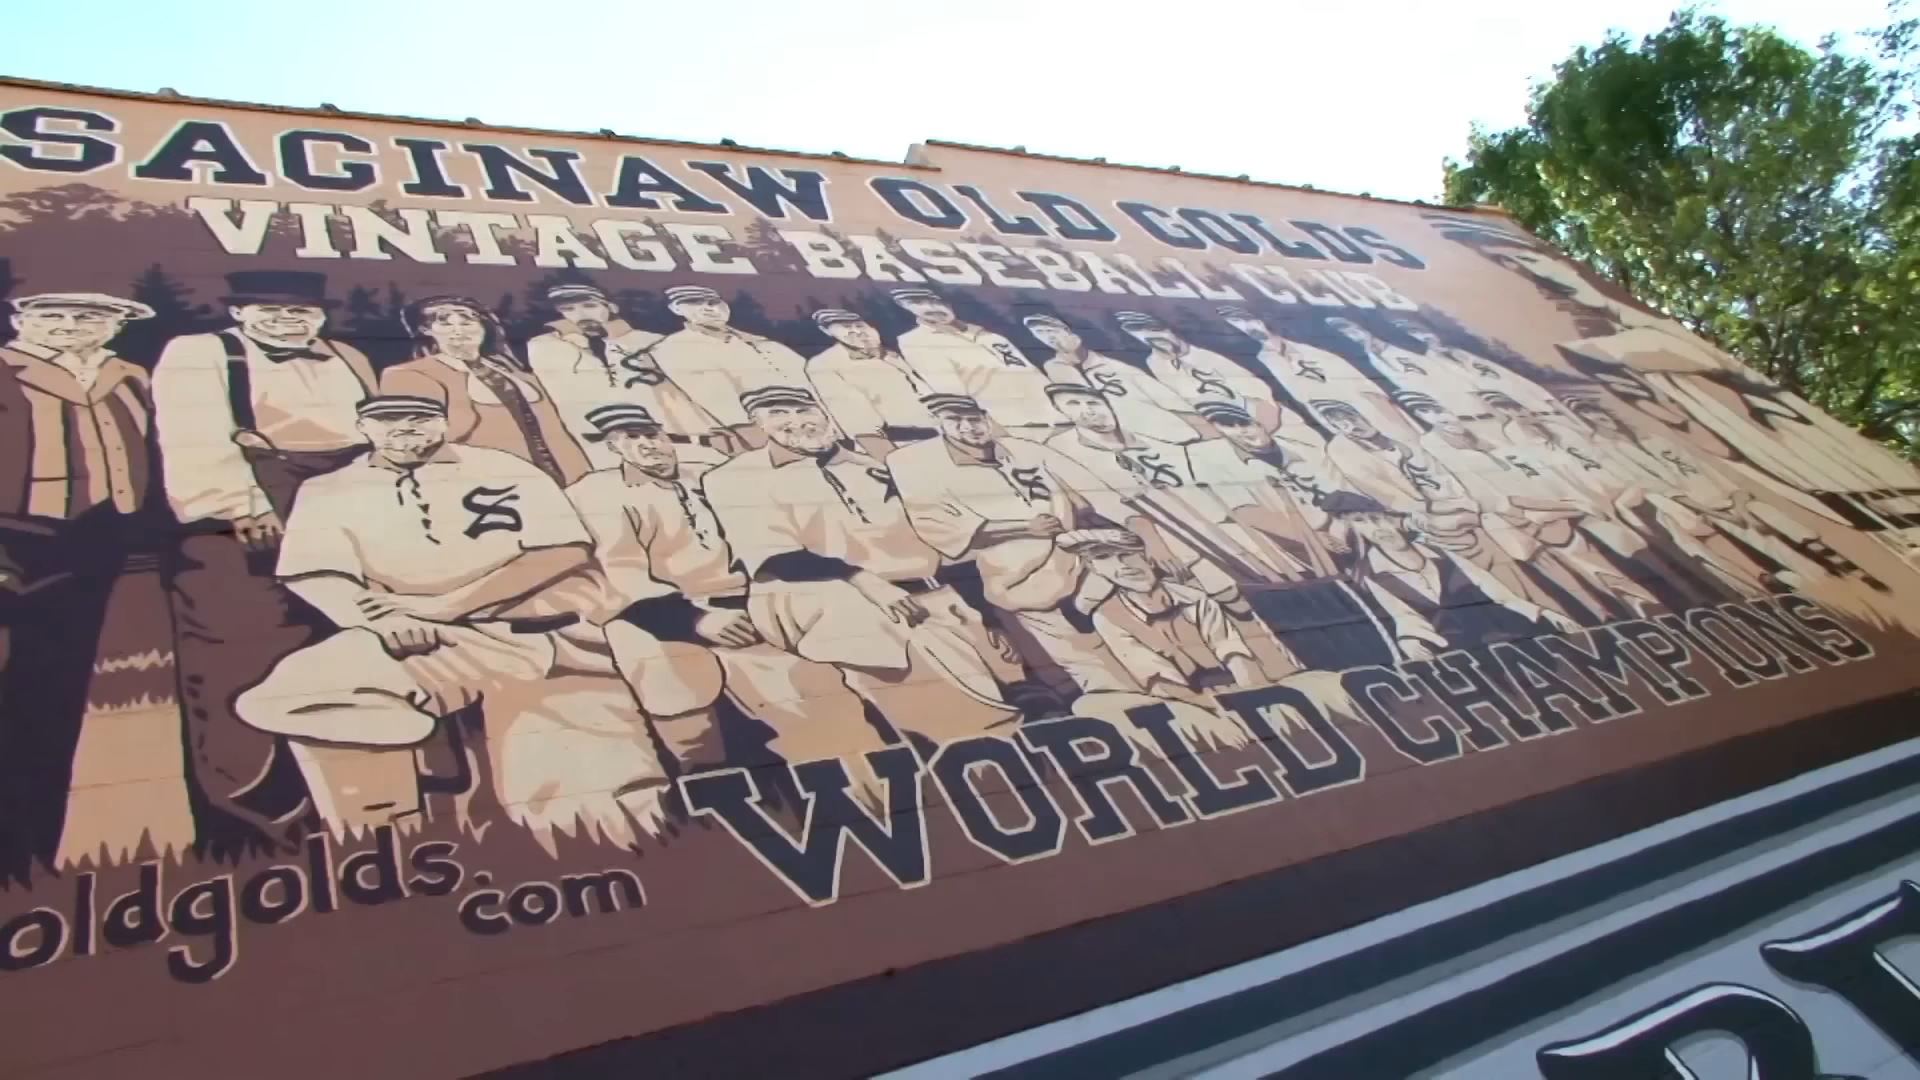 SAGINAW OLD GOLDS
VINTAGE BASEBALL CLUB
S S S S S S S S S S S S
WORLD CHAMPIONS
oldgolds.com